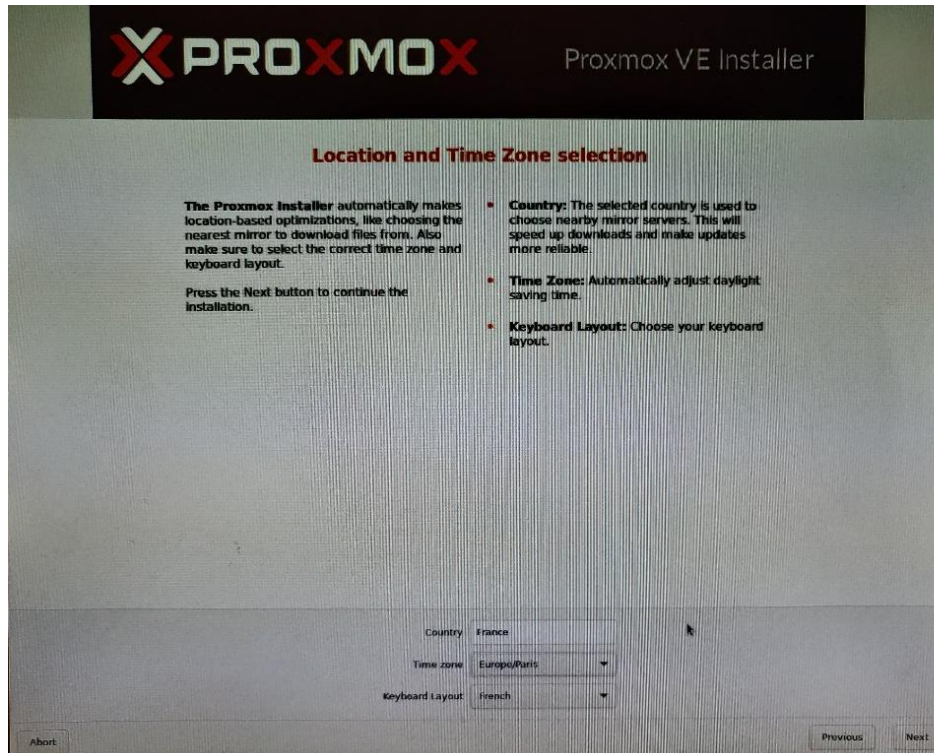 PROXMOX
Proxmox VE Installer
Location and Time Zone selection
The Proxmox Installer automatically makes
location-based optimizations, like choosing the
nearest mirror to download files from. Also
make sure to select the correct time zone and
keyboard layout.
Press the Next button to continue the
installation.
• Country: The selected country is used to
choose nearby mirror servers. This will
speed up downloads and make updates
more reliable.
• Time Zone: Automatically adjust daylight
saving time.
• Keyboard Layout: Choose your keyboard
layout.
Country France
Time zone Europe/Paris
Keyboard Layout French
Abort
Previous
Next